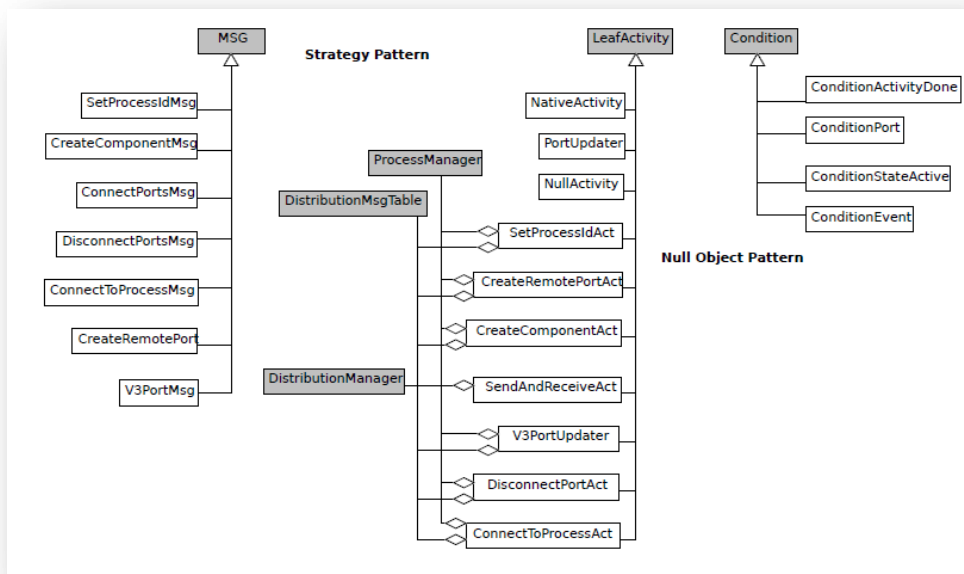 MSG
Strategy Pattern
LeafActivity
Condition
SetProcessIdMsg
CreateComponentMsg
ConnectPortsMsg
DisconnectPortsMsg
ConnectToProcessMsg
CreateRemotePort
V3PortMsg
ProcessManager
DistributionMsgTable
DistributionManager
NativeActivity
PortUpdater
NullActivity
SetProcessIdAct
CreateRemotePortAct
CreateComponentAct
SendAndReceiveAct
V3PortUpdater
DisconnectPortAct
ConnectToProcessAct
ConditionActivityDone
ConditionPort
ConditionStateActive
ConditionEvent
Null Object Pattern